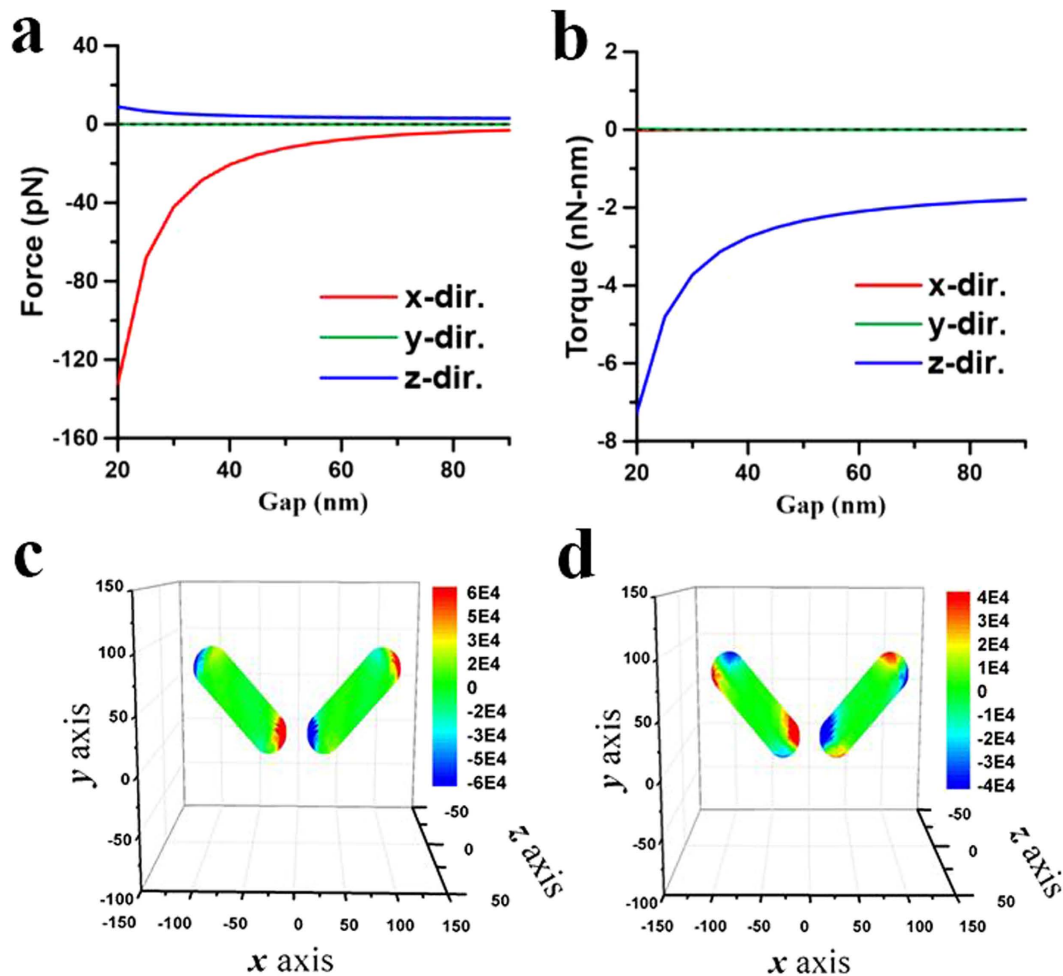 a
40
0
-40
-80
-120
-160
Force (pN)
x-dir.
y-dir.
z-dir.
20 40 60 80
Gap (nm)
b
2
0
-2
-4
-6
-8
Torque (nN-nm)
x-dir.
y-dir.
z-dir.
20 40 60 80
Gap (nm)
c
150
100
50
0
-50
-100
y axis
6E4
5E4
3E4
2E4
0
-2E4
-3E4
-5E4
-6E4
-50
0
50
z axis
-150 -100 -50 0 50 100 150
x axis
d
150
100
50
0
-50
-100
y axis
4E4
3E4
2E4
1E4
0
-1E4
-2E4
-3E4
-4E4
-50
0
50
z axis
-150 -100 -50 0 50 100 150
x axis